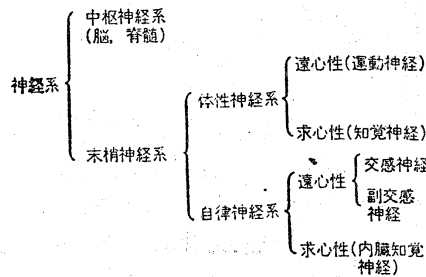 中枢神経系
(脳, 脊髄)
神経系
遠心性(運動神経)
体性神経系
求心性(知覚神経)
末梢神経系
交感神経
遠心性
副交感
神経
自律神経系
求心性(内臓知覚
神経)